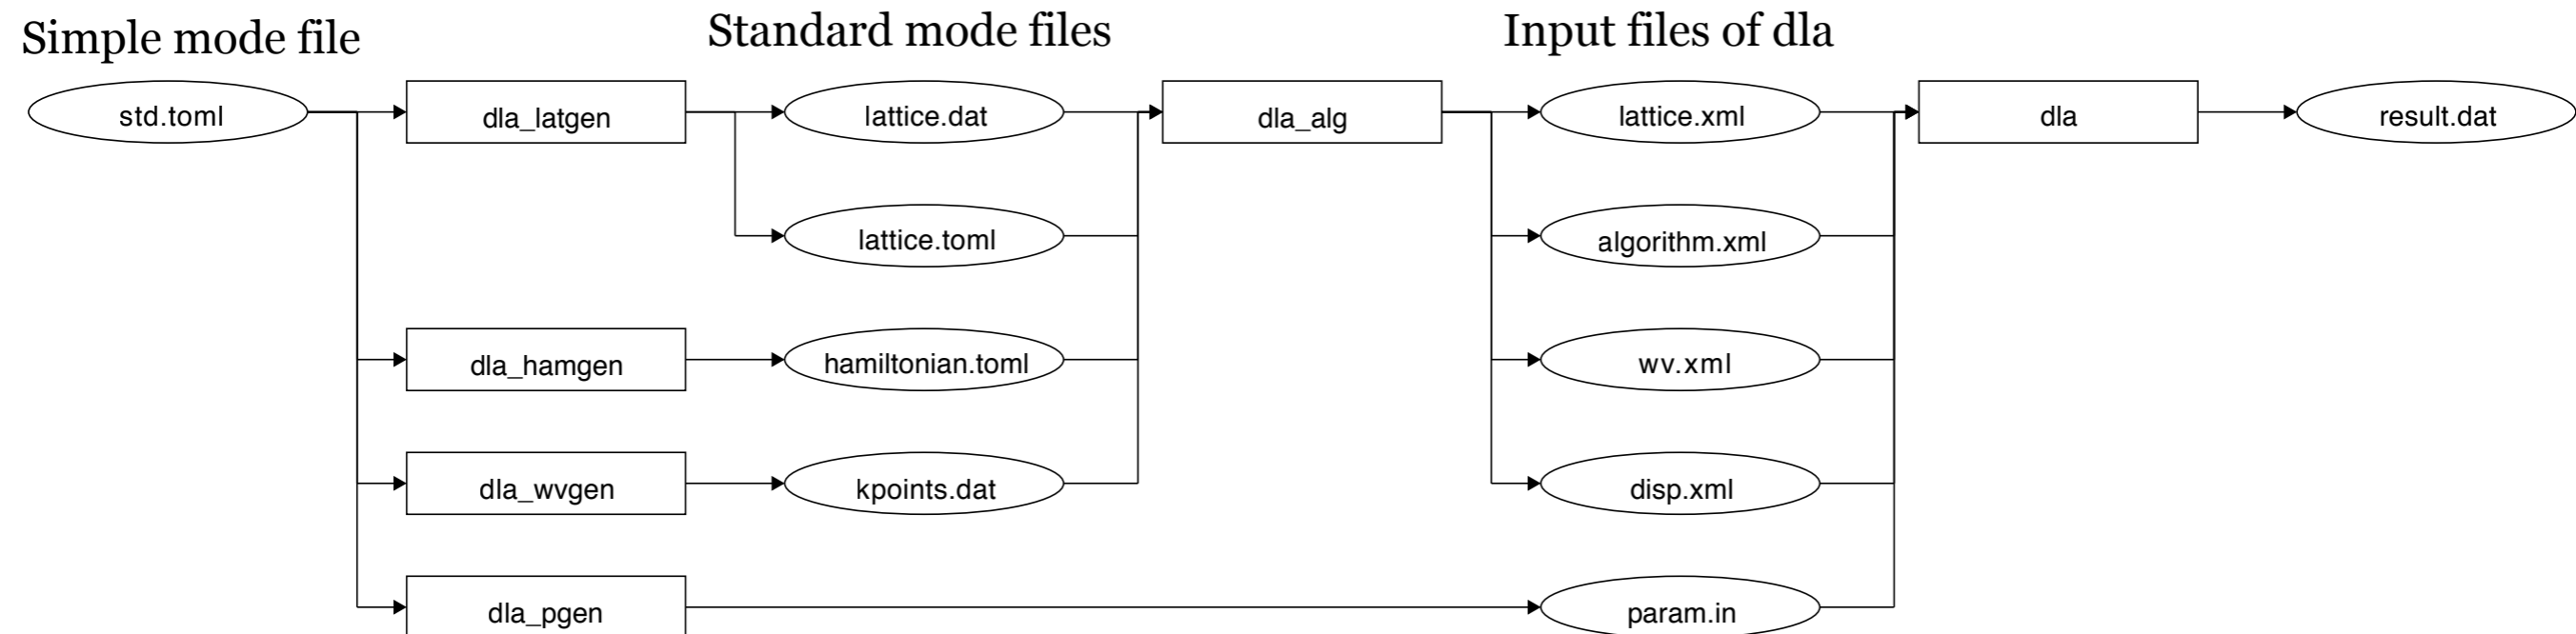 Simple mode file
Standard mode files
Input files of dla
std.toml
dla_latgen
lattice.dat
dla_alg
lattice.xml
dla
result.dat
lattice.toml
algorithm.xml
dla_hamgen
hamiltonian.toml
wv.xml
dla_wvgen
kpoints.dat
disp.xml
dla_pgen
param.in